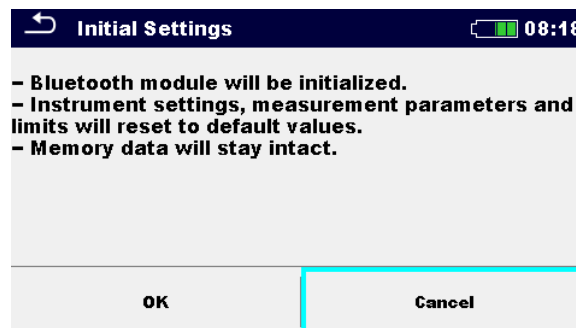 Initial Settings 08:18
– Bluetooth module will be initialized.
– Instrument settings, measurement parameters and
limits will reset to default values.
– Memory data will stay intact.
OK Cancel